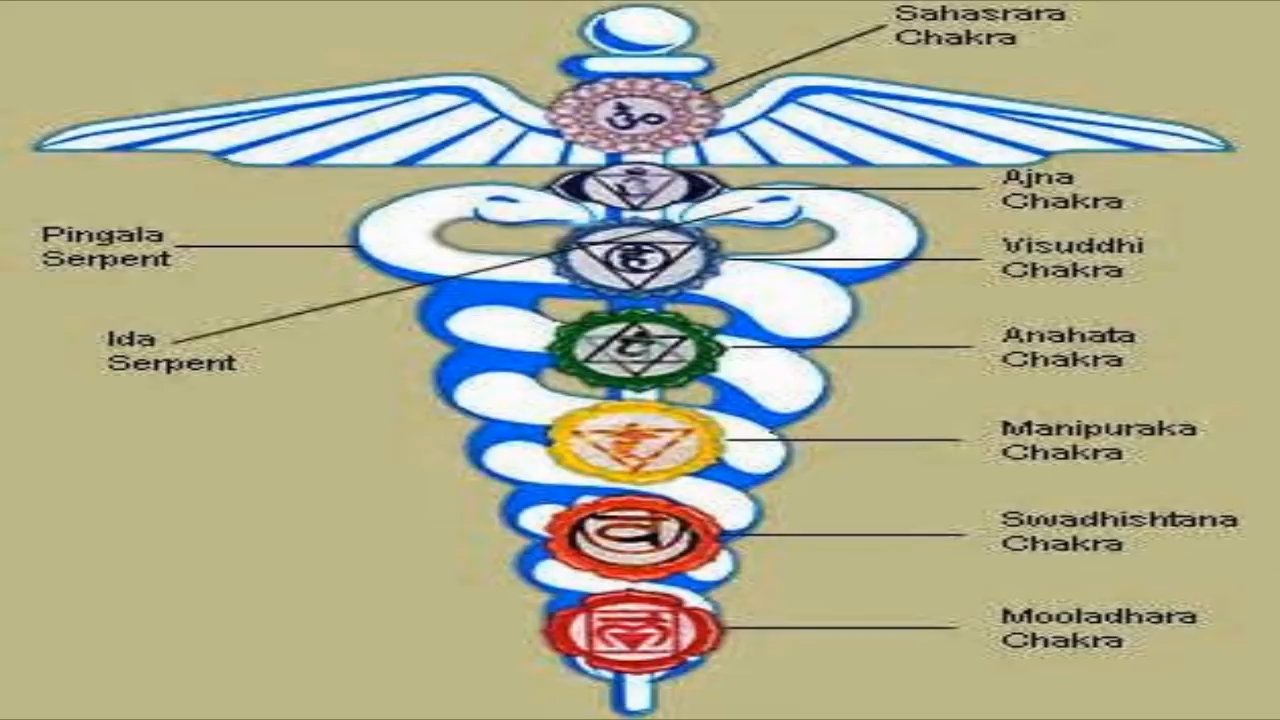 Sahasrara
Chakra
Ajna
Chakra
Pingala
Serpent
Visuddhi
Chakra
Ida
Serpent
Anahata
Chakra
Manipuraka
Chakra
Swadhishtana
Chakra
Mooladhara
Chakra